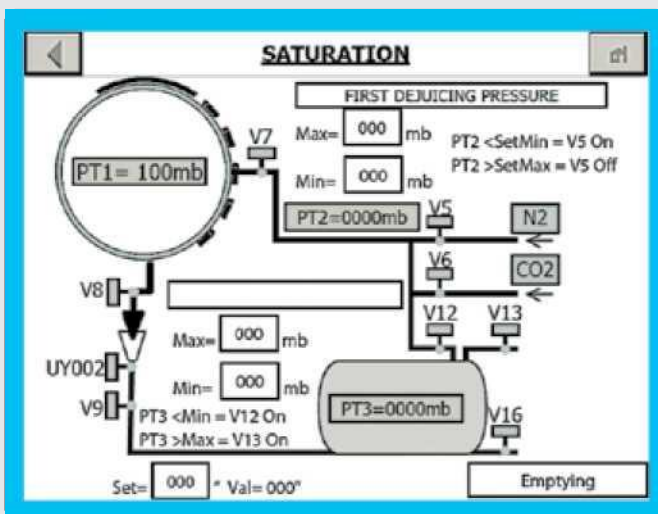 SATURATION
FIRST DEJUICING PRESSURE
V7
Max= 000 mb
PT2 <SetMin = V5 On
PT2 >SetMax = V5 Off
PT1= 100mb
Min= 000 mb
PT2=0000mb
V5
N2
V6
CO2
V8
V12
V13
Max= 000 mb
UY002
Min= 000 mb
V9
PT3 <Min = V12 On
PT3 >Max = V13 On
PT3=0000mb
V16
Set= 000 " Val= 000"
Emptying